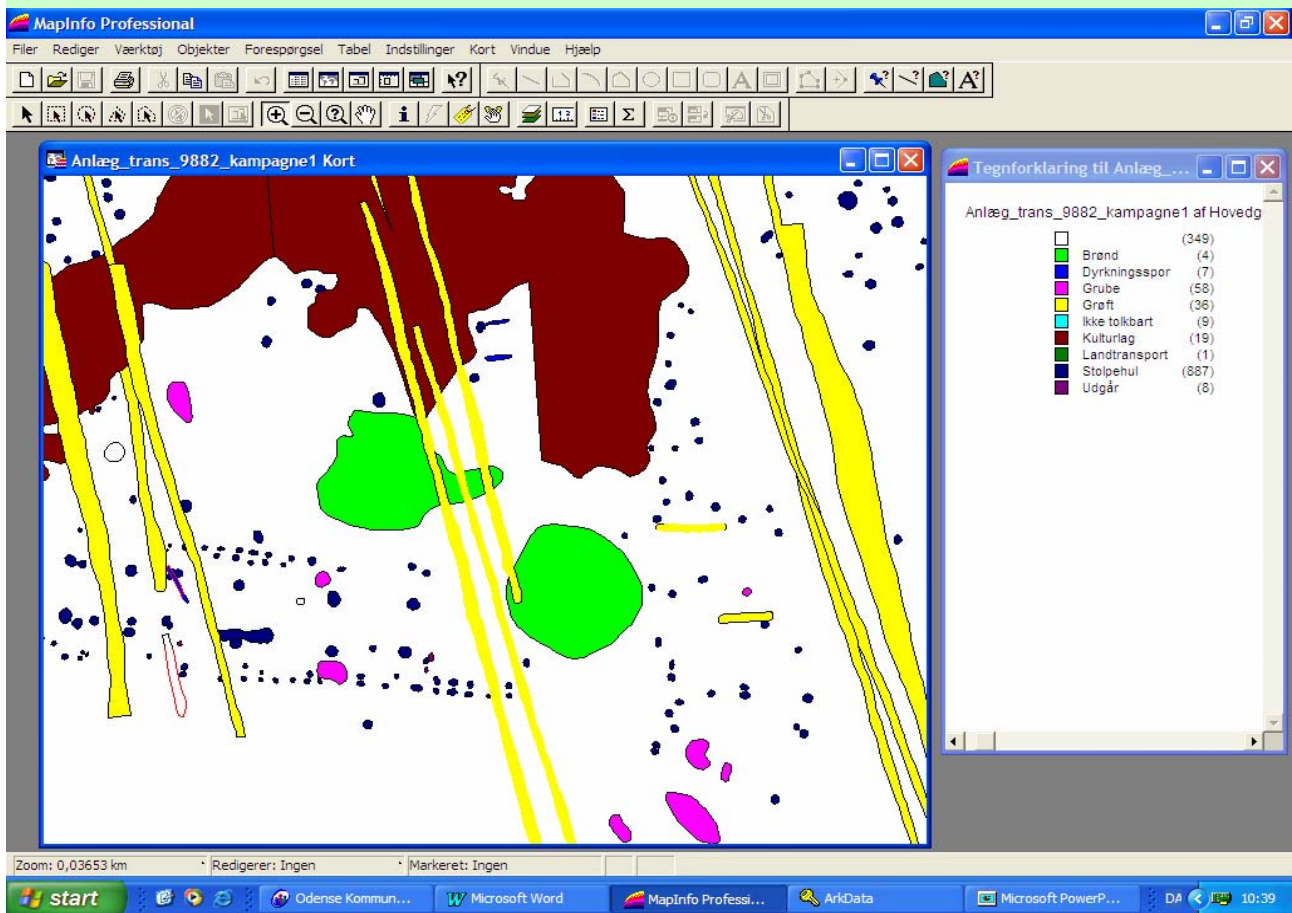 MapInfo Professional
Filer Rediger Værktøj Objekter Forespørgsel Tabel Indstillinger Kort Vindue Hjælp
Anlæg_trans_9882_kampagne1 Kort
Tegnforklaring til Anlæg_...
Anlæg_trans_9882_kampagne1 af Hovedg
(349)
Brønd (4)
Dyrkningsspor (7)
Grube (58)
Grøft (36)
Ikke tolkbart (9)
Kulturlag (19)
Landtransport (1)
Stolpehul (887)
Udgår (8)
Zoom: 0,03653 km Redigerer: Ingen Markeret: Ingen
start Odense Kommun... Microsoft Word MapInfo Professi... ArkData Microsoft PowerP... DA 10:39